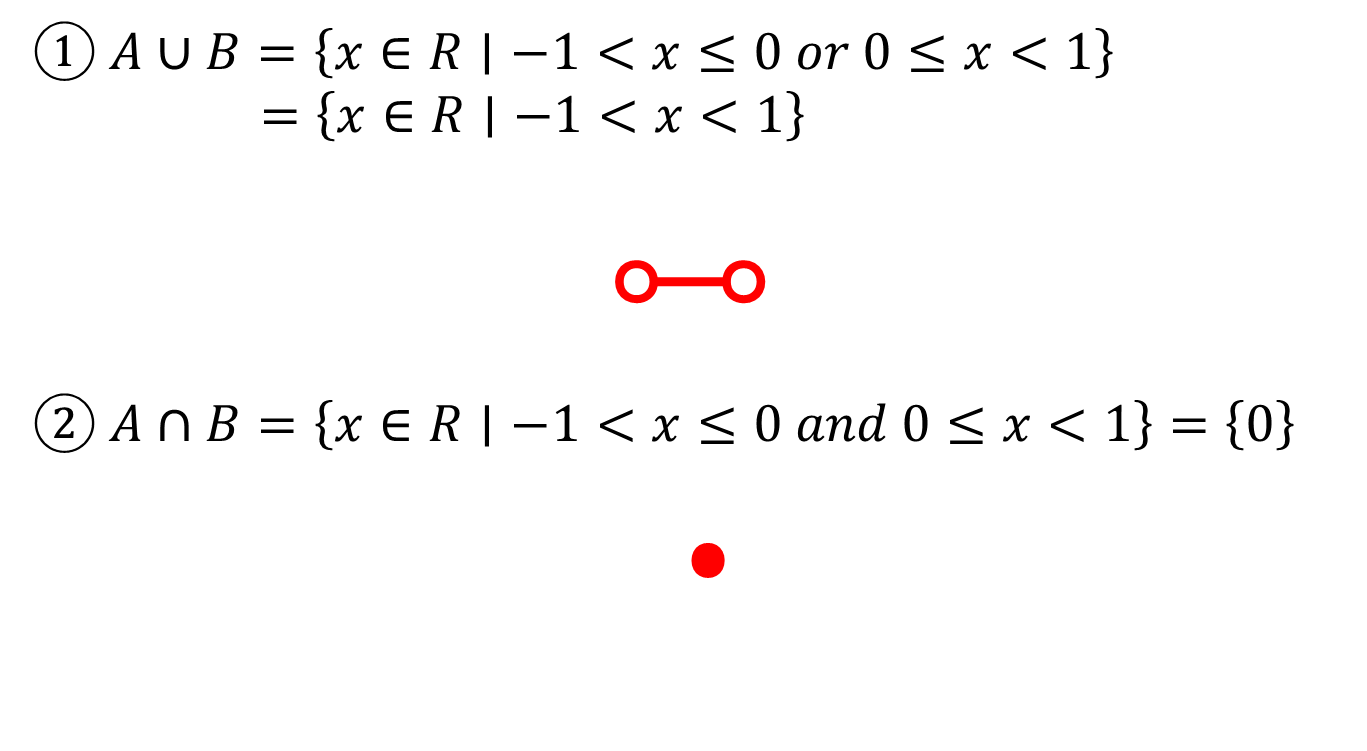 ① A ∪ B = {x ∈ R | −1 < x ≤ 0 or 0 ≤ x < 1}
= {x ∈ R | −1 < x < 1}
② A ∩ B = {x ∈ R | −1 < x ≤ 0 and 0 ≤ x < 1} = {0}